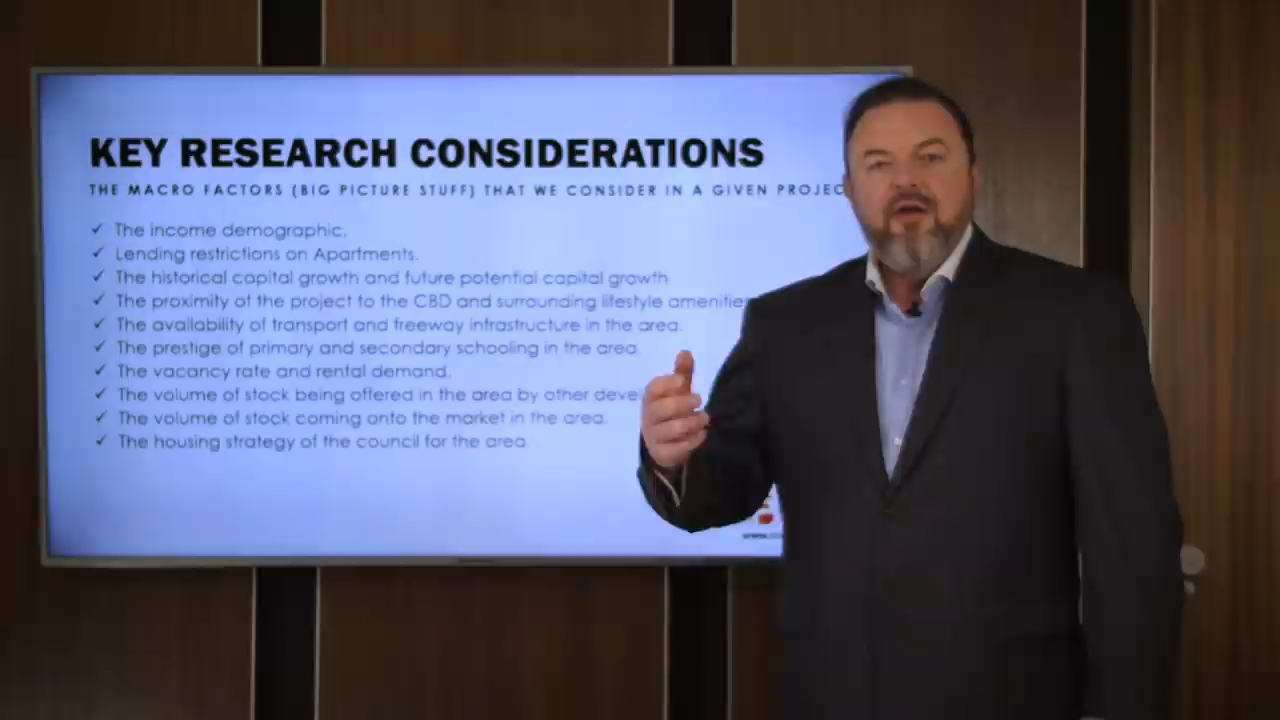 KEY RESEARCH CONSIDERATIONS
THE MACRO FACTORS (BIG PICTURE STUFF) THAT WE CONSIDER IN A GIVEN PROJEC
✓ The income demographic.
✓ Lending restrictions on Apartments.
✓ The historical capital growth and future potential capital growth
✓ The proximity of the project to the CBD and surrounding lifestyle amenities
✓ The availability of transport and freeway infrastructure in the area.
✓ The prestige of primary and secondary schooling in the area.
✓ The vacancy rate and rental demand.
✓ The volume of stock being offered in the area by other deve
✓ The volume of stock coming onto the market in the area.
✓ The housing strategy of the council for the area
www.